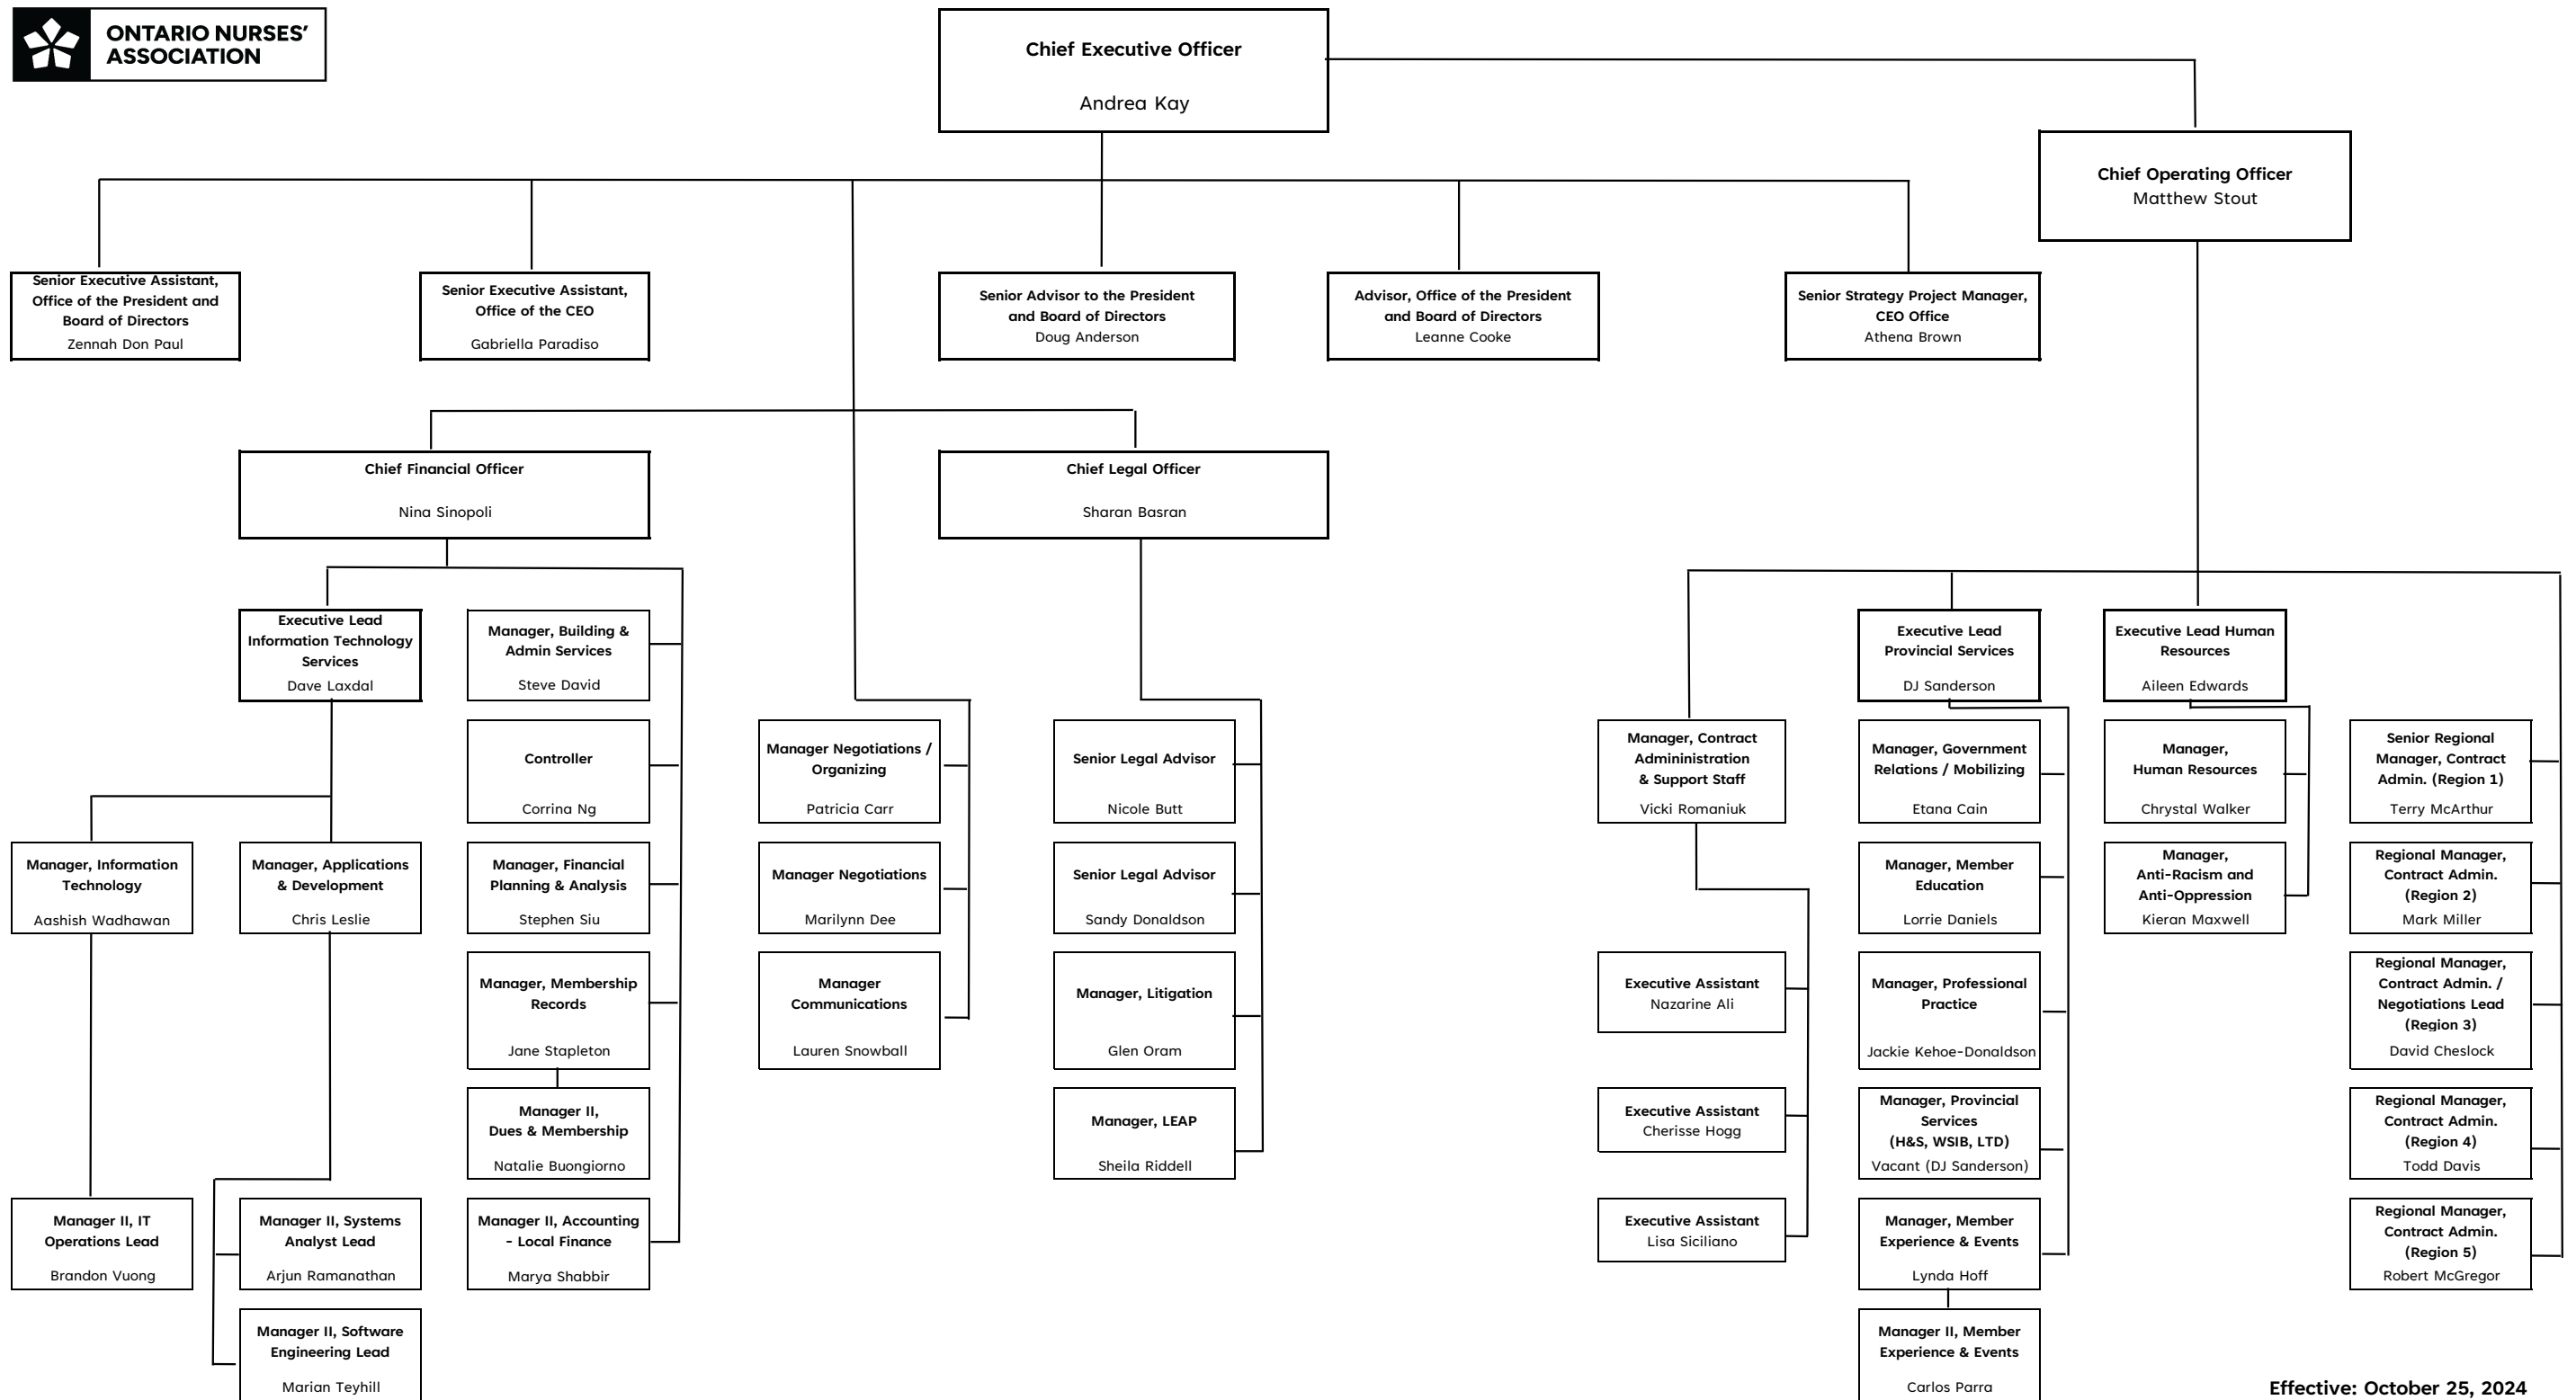 ONTARIO NURSES’
ASSOCIATION
Chief Executive Officer
Andrea Kay
Chief Operating Officer
Matthew Stout
Senior Executive Assistant,
Office of the President and
Board of Directors
Zennah Don Paul
Senior Executive Assistant,
Office of the CEO
Gabriella Paradiso
Senior Advisor to the President
and Board of Directors
Doug Anderson
Advisor, Office of the President
and Board of Directors
Leanne Cooke
Senior Strategy Project Manager,
CEO Office
Athena Brown
Chief Financial Officer
Nina Sinopoli
Chief Legal Officer
Sharan Basran
Executive Lead
Information Technology
Services
Dave Laxdal
Manager, Information
Technology
Aashish Wadhawan
Manager, Applications
& Development
Chris Leslie
Manager II, IT
Operations Lead
Brandon Vuong
Manager II, Systems
Analyst Lead
Arjun Ramanathan
Manager II, Software
Engineering Lead
Marian Teyhill
Manager, Building &
Admin Services
Steve David
Controller
Corrina Ng
Manager, Financial
Planning & Analysis
Stephen Siu
Manager, Membership
Records
Jane Stapleton
Manager II,
Dues & Membership
Natalie Buongiorno
Manager II, Accounting
- Local Finance
Marya Shabbir
Manager Negotiations /
Organizing
Patricia Carr
Manager Negotiations
Marilynn Dee
Manager
Communications
Lauren Snowball
Senior Legal Advisor
Nicole Butt
Senior Legal Advisor
Sandy Donaldson
Manager, Litigation
Glen Oram
Manager, LEAP
Sheila Riddell
Manager, Contract
Admininistration
& Support Staff
Vicki Romaniuk
Executive Assistant
Nazarine Ali
Executive Assistant
Cherisse Hogg
Executive Assistant
Lisa Siciliano
Executive Lead
Provincial Services
DJ Sanderson
Manager, Government
Relations / Mobilizing
Etana Cain
Manager, Member
Education
Lorrie Daniels
Manager, Professional
Practice
Jackie Kehoe-Donaldson
Manager, Provincial
Services
(H&S, WSIB, LTD)
Vacant (DJ Sanderson)
Manager, Member
Experience & Events
Lynda Hoff
Manager II, Member
Experience & Events
Carlos Parra
Executive Lead Human
Resources
Aileen Edwards
Manager,
Human Resources
Chrystal Walker
Manager,
Anti-Racism and
Anti-Oppression
Kieran Maxwell
Senior Regional
Manager, Contract
Admin. (Region 1)
Terry McArthur
Regional Manager,
Contract Admin.
(Region 2)
Mark Miller
Regional Manager,
Contract Admin. /
Negotiations Lead
(Region 3)
David Cheslock
Regional Manager,
Contract Admin.
(Region 4)
Todd Davis
Regional Manager,
Contract Admin.
(Region 5)
Robert McGregor
Effective: October 25, 2024